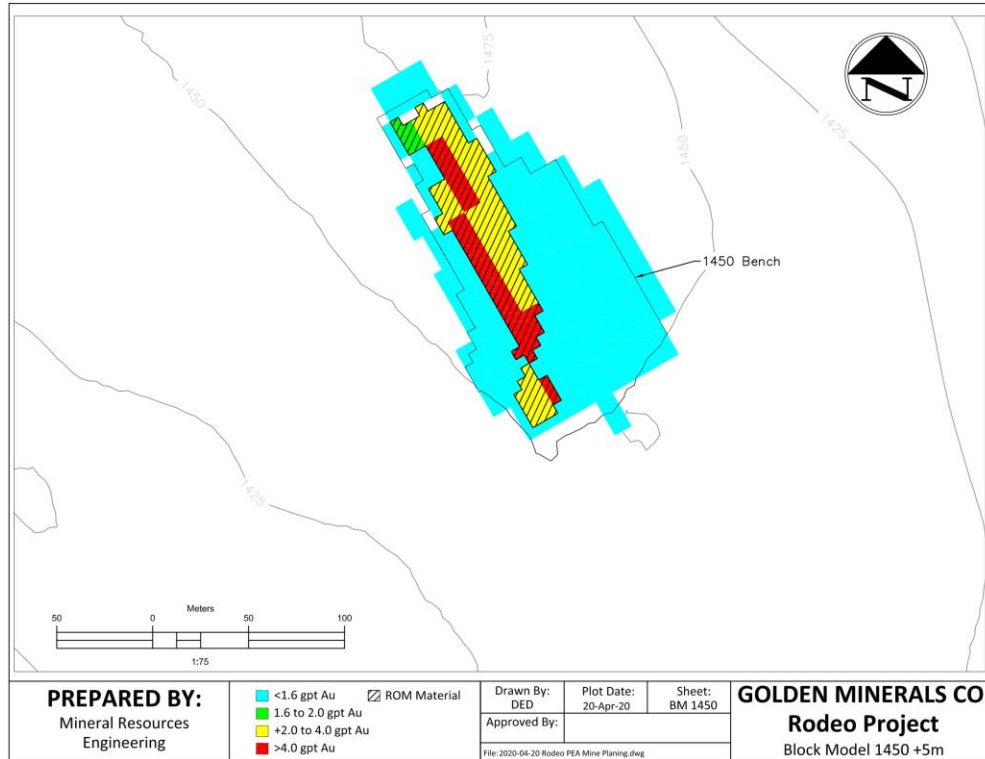 1475
1450
1425
1450
N
1450 Bench
1425
Meters
50 0 50 100
1:75
PREPARED BY:
Mineral Resources
Engineering
<1.6 gpt Au
ROM Material
1.6 to 2.0 gpt Au
+2.0 to 4.0 gpt Au
>4.0 gpt Au
Drawn By:
DED
Plot Date:
20-Apr-20
Sheet:
BM 1450
Approved By:
File:2020-04-20 Rodeo PEA Mine Planing.dwg
GOLDEN MINERALS CO
Rodeo Project
Block Model 1450 +5m